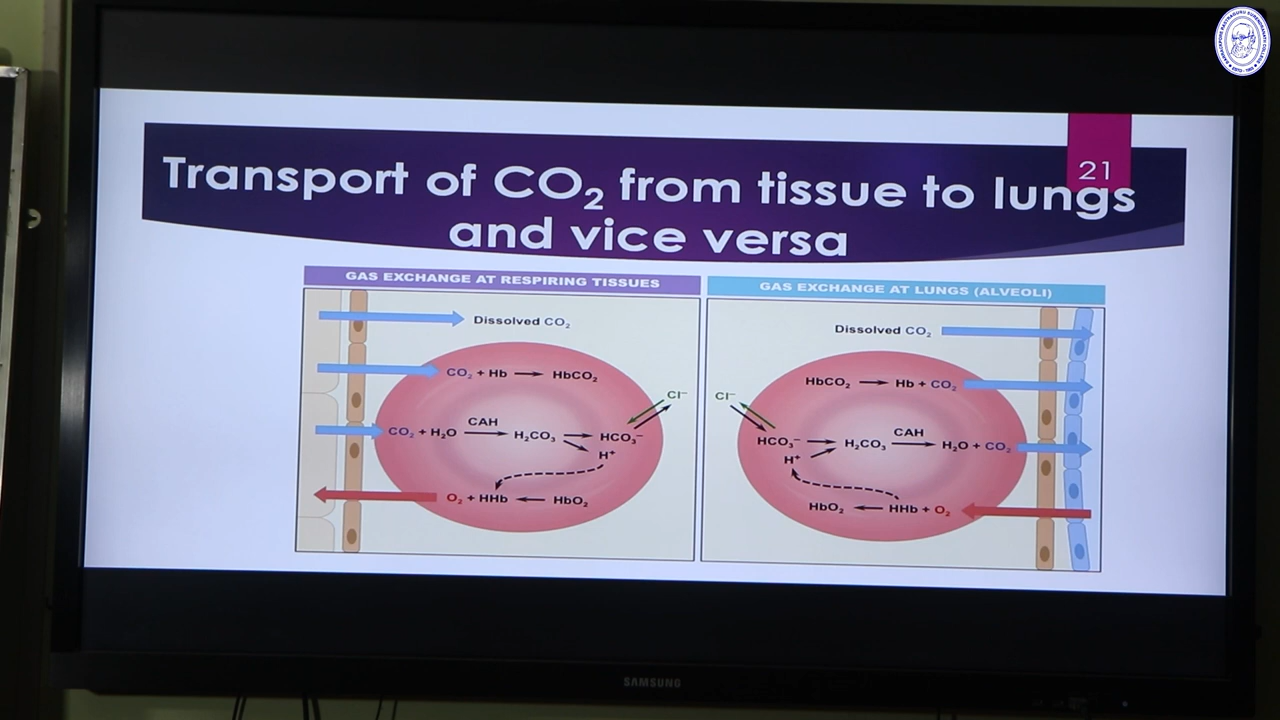 21
Transport of CO₂ from tissue to lungs
and vice versa
GAS EXCHANGE AT RESPIRING TISSUES
Dissolved CO₂
CO₂ + Hb → HbCO₂
Cl⁻
CO₂ + H₂O CAH → H₂CO₃ → HCO₃⁻
H⁺
O₂ + HHb ← HbO₂
GAS EXCHANGE AT LUNGS (ALVEOLI)
Dissolved CO₂
HbCO₂ → Hb + CO₂
Cl⁻
HCO₃⁻ → H₂CO₃ CAH → H₂O + CO₂
H⁺
HbO₂ ← HHb + O₂
SAMSUNG